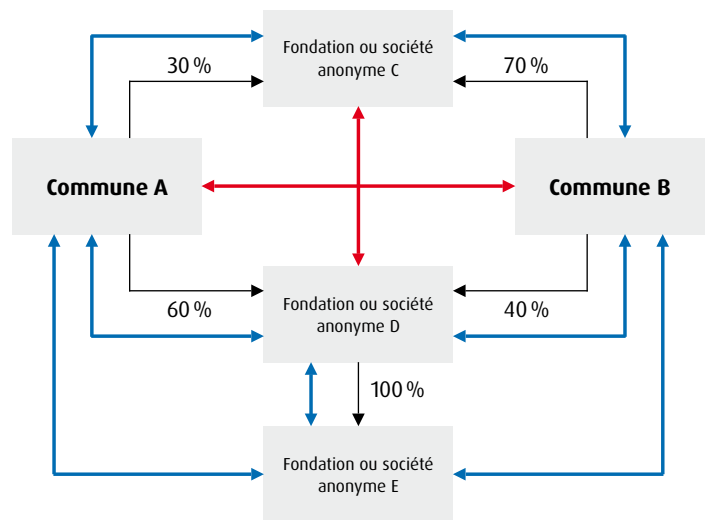 Fondation ou société
anonyme C
30 %
70 %
Commune A
Commune B
Fondation ou société
anonyme D
60 %
40 %
100 %
Fondation ou société
anonyme E